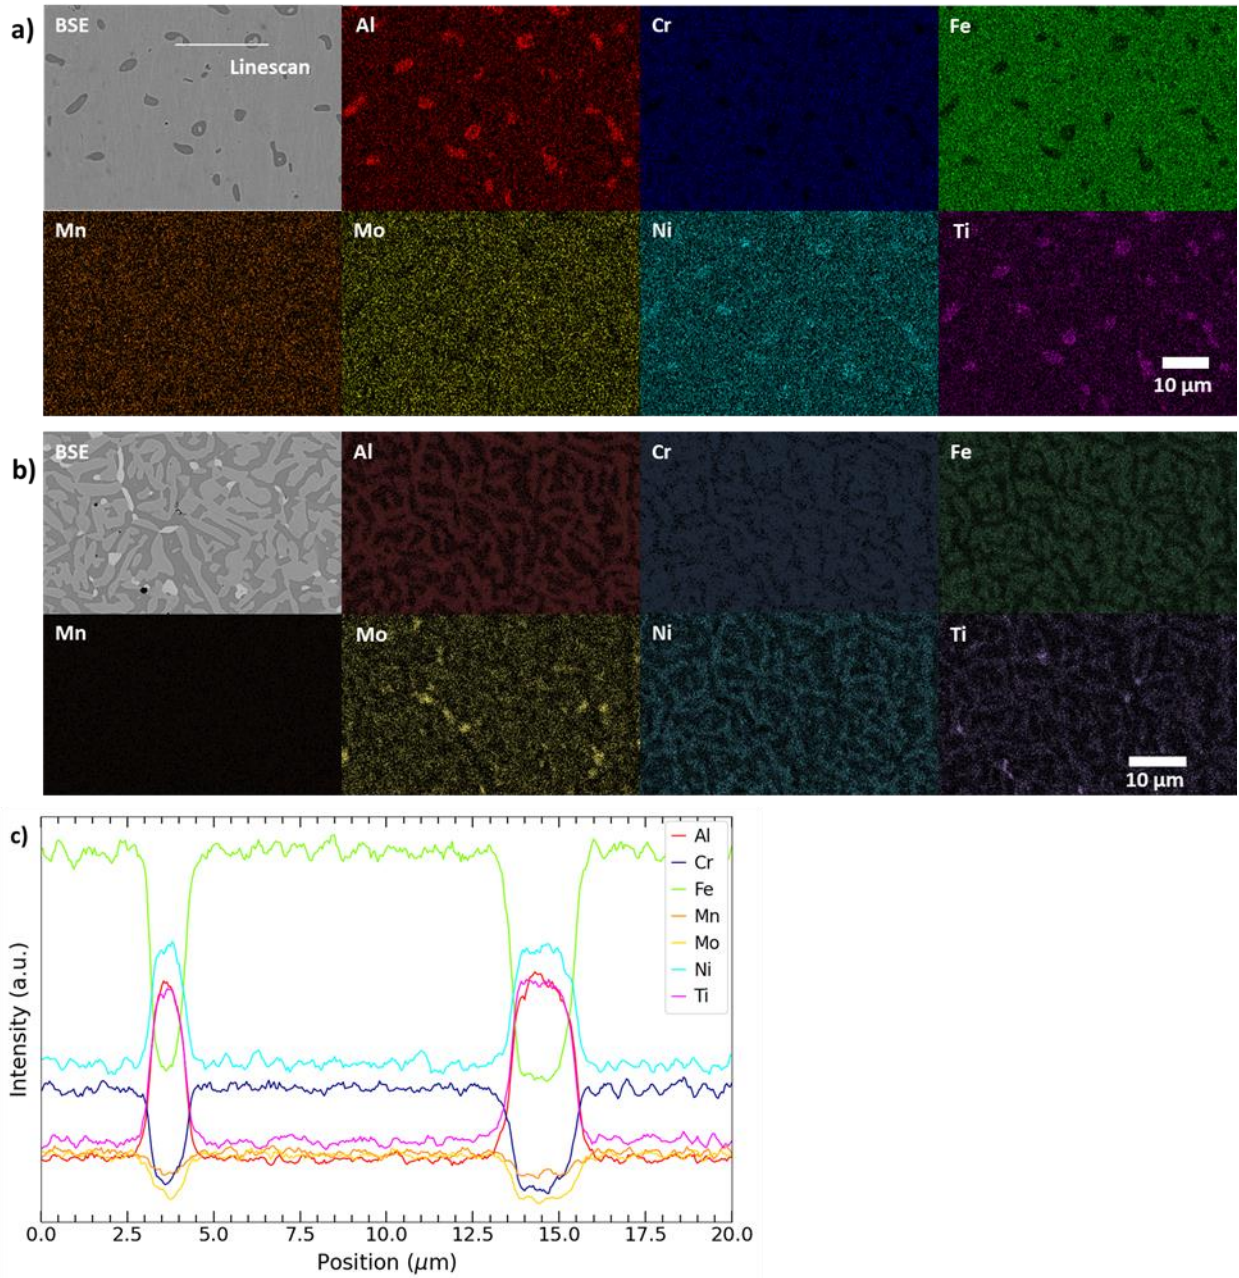 a)
BSE
Linescan
Al
Cr
Fe
Mn
Mo
Ni
Ti
10 μm
b)
BSE
Al
Cr
Fe
Mn
Mo
Ni
Ti
10 μm
c)
Al
Cr
Fe
Mn
Mo
Ni
Ti
Intensity (a.u.)
0.0 2.5 5.0 7.5 10.0 12.5 15.0 17.5 20.0
Position (μm)